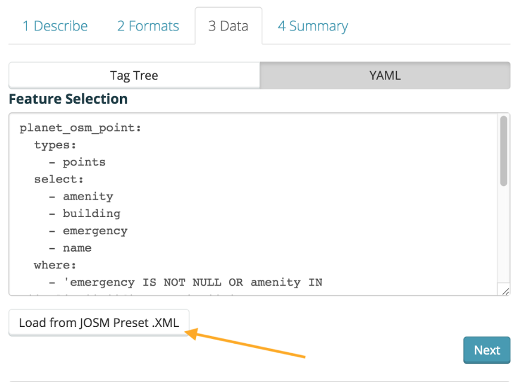 1 Describe 2 Formats 3 Data 4 Summary
Tag Tree YAML
Feature Selection
planet_osm_point:
types:
- points
select:
- amenity
- building
- emergency
- name
where:
- 'emergency IS NOT NULL OR amenity IN
Load from JOSM Preset .XML
Next